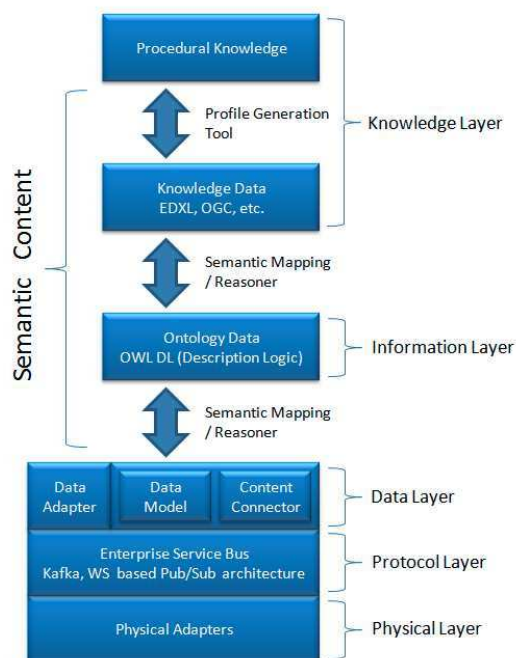 Procedural Knowledge
Profile Generation
Tool
Knowledge Layer
Knowledge Data
EDXL, OGC, etc.
Semantic Content
Semantic Mapping
/ Reasoner
Ontology Data
OWL DL (Description Logic)
Information Layer
Semantic Mapping
/ Reasoner
Data
Adapter
Data
Model
Content
Connector
Data Layer
Enterprise Service Bus
Kafka, WS based Pub/Sub architecture
Protocol Layer
Physical Adapters
Physical Layer